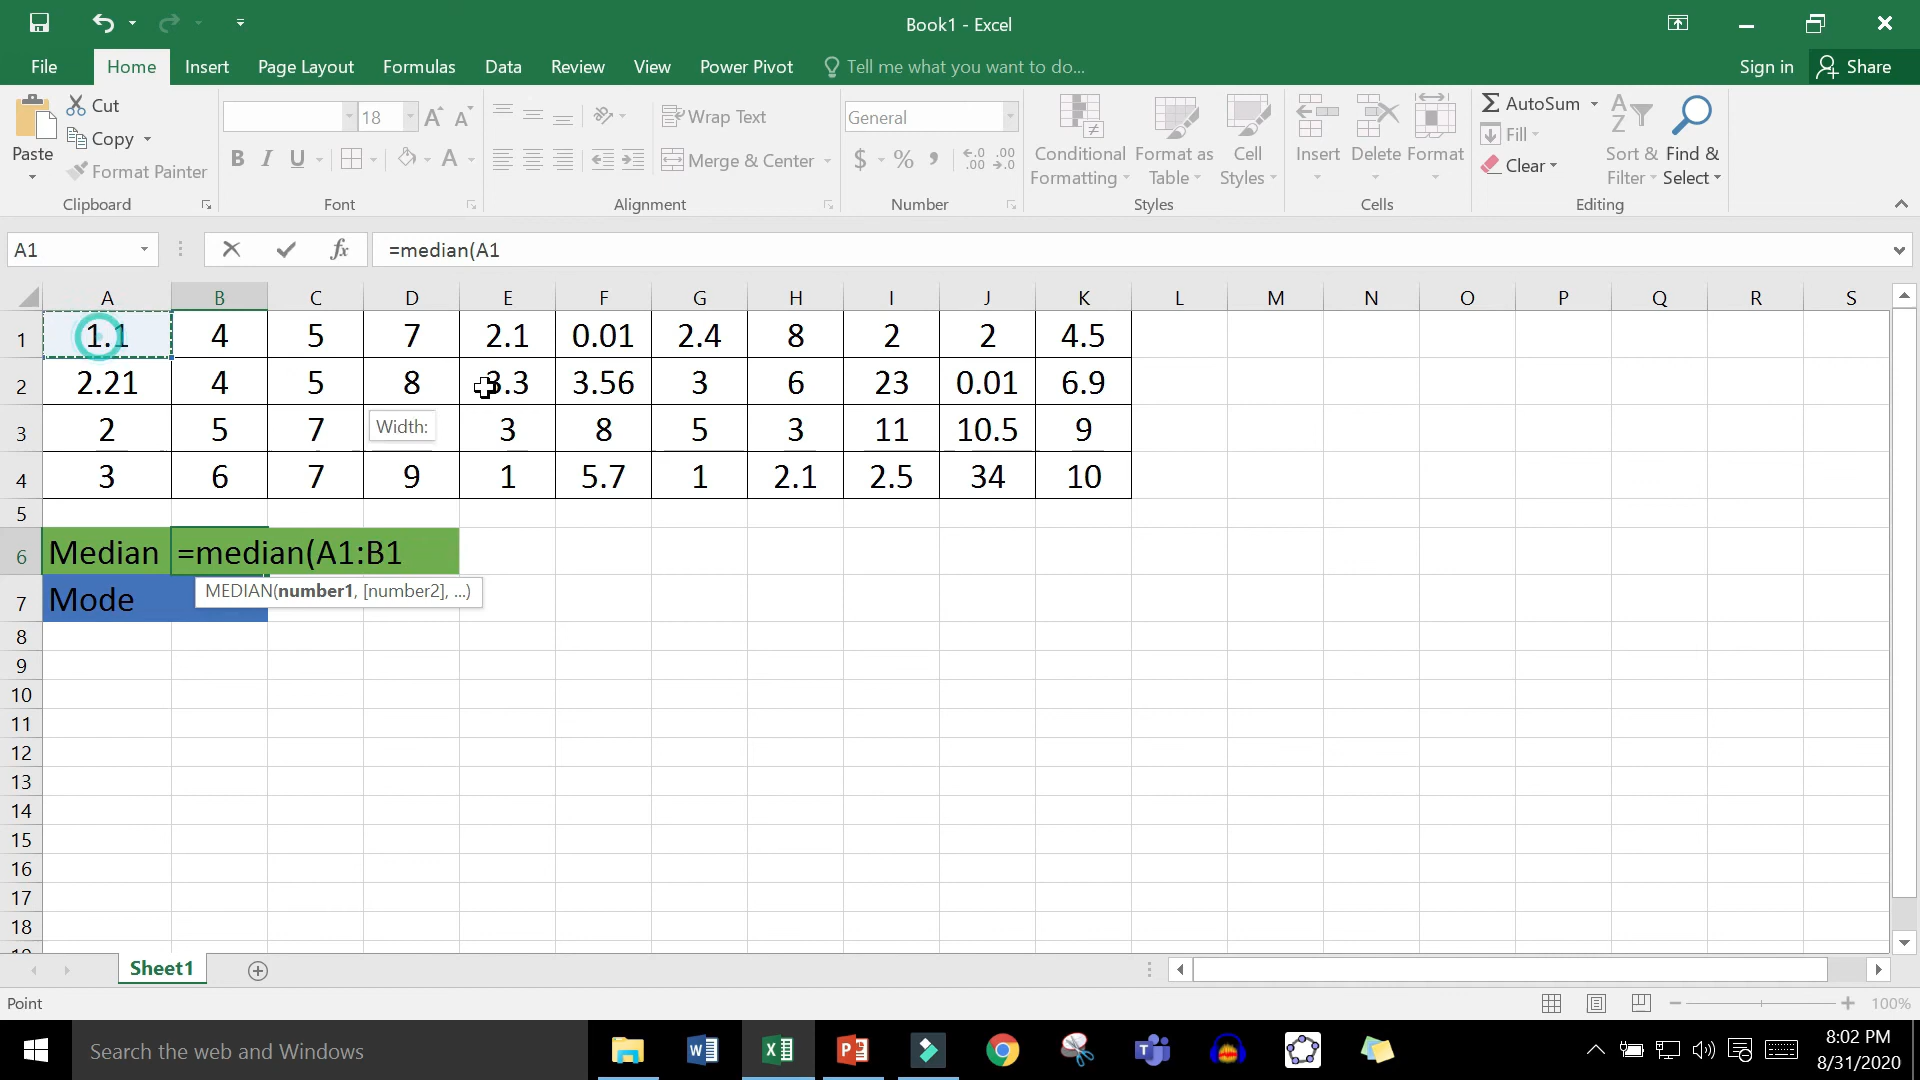 Book1 - Excel
File Home Insert Page Layout Formulas Data Review View Power Pivot Tell me what you want to do... Sign in Share
Paste
Cut
Copy
Format Painter
Clipboard
18
B I U A
Font
Wrap Text
Merge & Center
Alignment
General
$ % ,
Number
Conditional Formatting
Format as Table
Cell Styles
Styles
Insert Delete Format
Cells
AutoSum
Fill
Clear
Sort & Filter
Find & Select
Editing
A1 fx =median(A1
A B C D E F G H I J K L M N O P Q R S
1 1.1 4 5 7 2.1 0.01 2.4 8 2 2 4.5
2 2.21 4 5 8 3.3 3.56 3 6 23 0.01 6.9
3 2 5 7 3 8 5 3 11 10.5 9
Width:
4 3 6 7 9 1 5.7 1 2.1 2.5 34 10
5
6 Median =median(A1:B1
MEDIAN(number1, [number2], ...)
7 Mode
8
9
10
11
12
13
14
15
16
17
18
Sheet1
Point 100%
Search the web and Windows
8:02 PM
8/31/2020